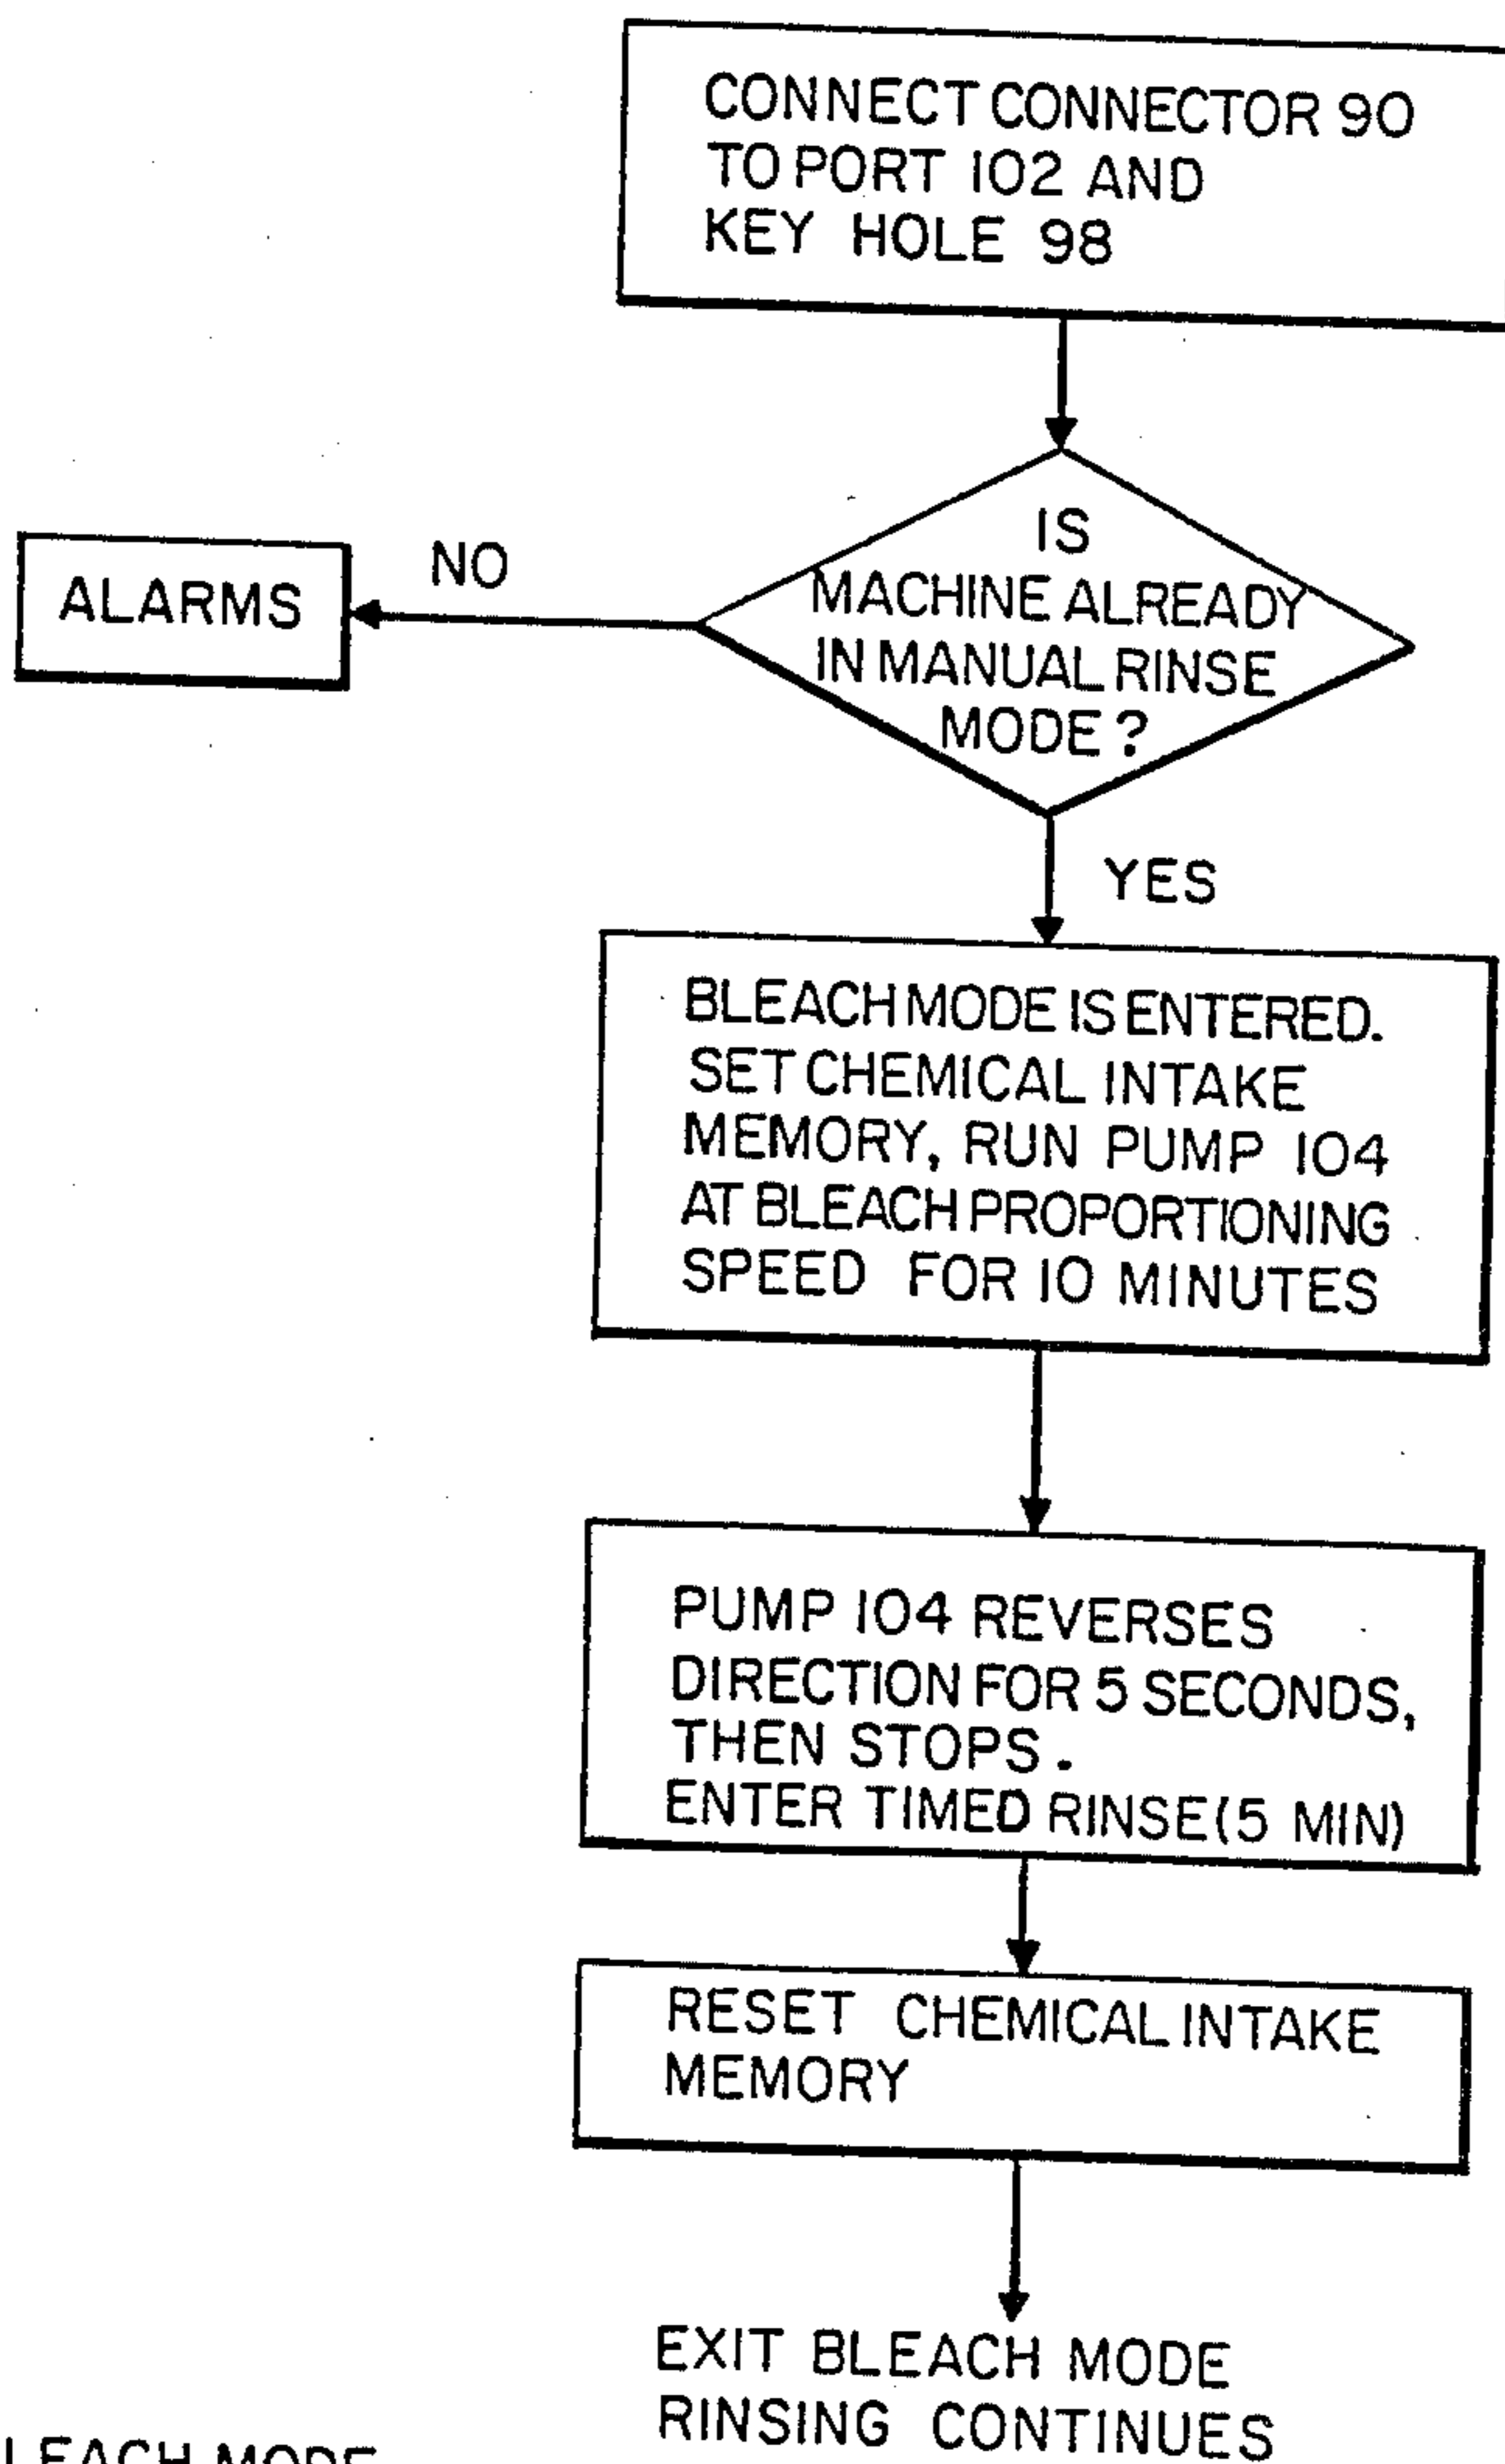 CONNECT CONNECTOR 90
TO PORT 102 AND
KEY HOLE 98
IS
MACHINE ALREADY
IN MANUAL RINSE
MODE?
NO
ALARMS
YES
BLEACH MODE IS ENTERED.
SET CHEMICAL INTAKE
MEMORY, RUN PUMP 104
AT BLEACH PROPORTIONING
SPEED FOR 10 MINUTES
PUMP 104 REVERSES
DIRECTION FOR 5 SECONDS,
THEN STOPS.
ENTER TIMED RINSE (5 MIN)
RESET CHEMICAL INTAKE
MEMORY
EXIT BLEACH MODE
RINSING CONTINUES
MODE